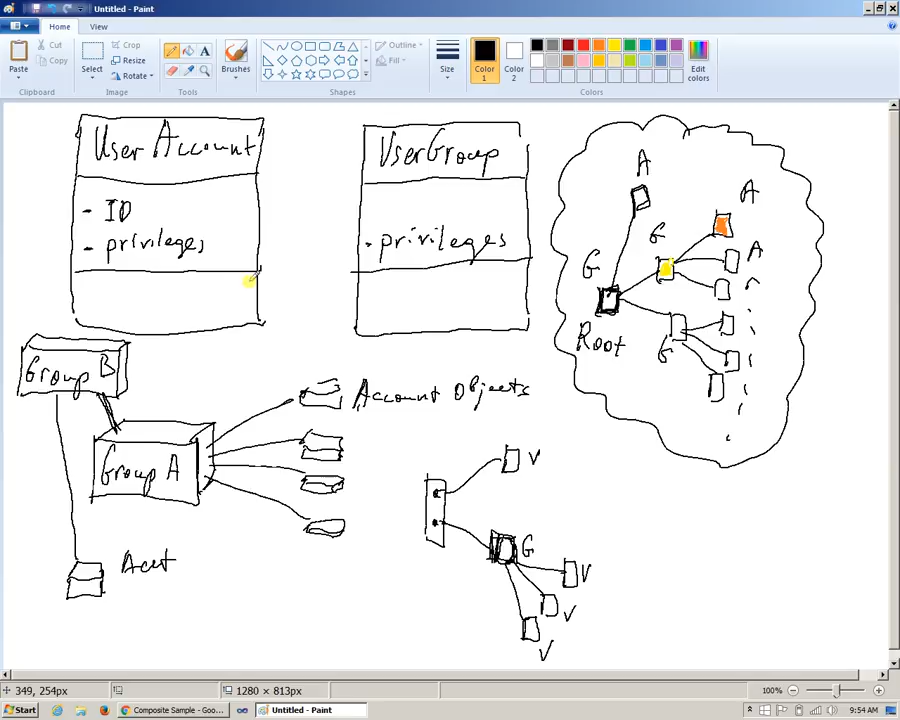 Untitled - Paint
Home
View
Paste
Cut
Copy
Clipboard
Select
Crop
Resize
Rotate
Image
Tools
Brushes
Shapes
Outline
Fill
Size
Color 1
Color 2
Edit colors
Colors
UserAccount
- ID
- privileges
UserGroup
- privileges
A
A
G
A
G
Root
G
Group B
Group A
Account Objects
Acct
V
G
V
V
V
349, 254px
1280 × 813px
100%
Start
Composite Sample - Goo...
Untitled - Paint
9:54 AM